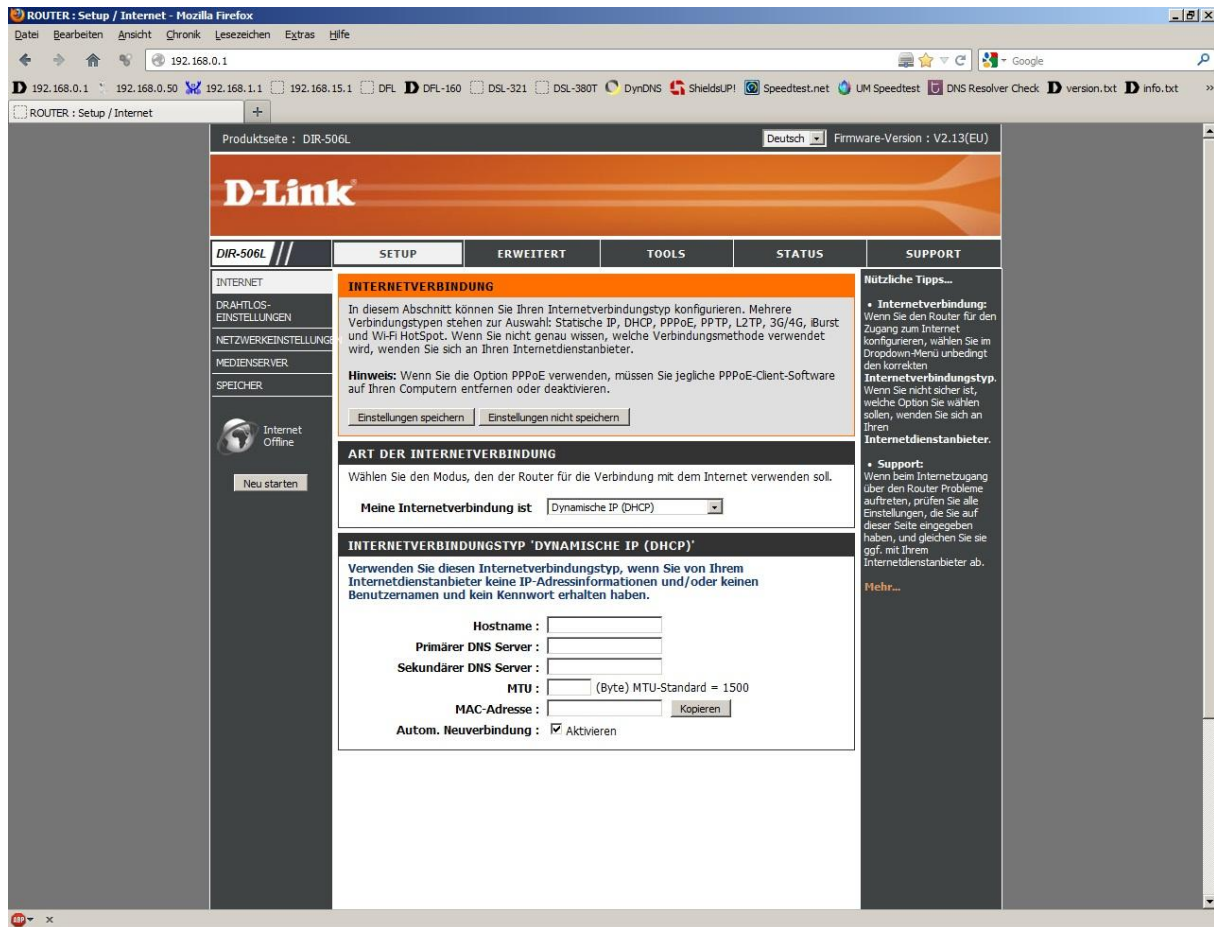 ROUTER : Setup / Internet - Mozilla Firefox
Datei Bearbeiten Ansicht Chronik Lesezeichen Extras Hilfe
192.168.0.1
Google
192.168.0.1 192.168.0.50 192.168.1.1 192.168.15.1 DFL DFL-160 DSL-321 DSL-380T DynDNS ShieldsUP! Speedtest.net UM Speedtest DNS Resolver Check version.txt info.txt »
ROUTER : Setup / Internet +
Produktseite : DIR-506L
Deutsch
Firmware-Version : V2.13(EU)
D-Link
DIR-506L
SETUP ERWEITERT TOOLS STATUS SUPPORT
INTERNET
DRAHTLOS-
EINSTELLUNGEN
NETZWERKEINSTELLUNGE
MEDIENSERVER
SPEICHER
Internet
Offline
Neu starten
INTERNETVERBINDUNG
In diesem Abschnitt können Sie Ihren Internetverbindungstyp konfigurieren. Mehrere
Verbindungstypen stehen zur Auswahl: Statische IP, DHCP, PPPoE, PPTP, L2TP, 3G/4G, iBurst
und Wi-Fi HotSpot. Wenn Sie nicht genau wissen, welche Verbindungsmethode verwendet
wird, wenden Sie sich an Ihren Internetdienstanbieter.
Hinweis: Wenn Sie die Option PPPoE verwenden, müssen Sie jegliche PPPoE-Client-Software
auf Ihren Computern entfernen oder deaktivieren.
Einstellungen speichern Einstellungen nicht speichern
ART DER INTERNETVERBINDUNG
Wählen Sie den Modus, den der Router für die Verbindung mit dem Internet verwenden soll.
Meine Internetverbindung ist Dynamische IP (DHCP)
INTERNETVERBINDUNGSTYP 'DYNAMISCHE IP (DHCP)'
Verwenden Sie diesen Internetverbindungstyp, wenn Sie von Ihrem
Internetdienstanbieter keine IP-Adressinformationen und/oder keinen
Benutzernamen und kein Kennwort erhalten haben.
Hostname :
Primärer DNS Server :
Sekundärer DNS Server :
MTU : (Byte) MTU-Standard = 1500
MAC-Adresse : Kopieren
Autom. Neuverbindung : Aktivieren
Nützliche Tipps...
• Internetverbindung:
Wenn Sie den Router für den
Zugang zum Internet
konfigurieren, wählen Sie im
Dropdown-Menü unbedingt
den korrekten
Internetverbindungstyp.
Wenn Sie nicht sicher ist,
welche Option Sie wählen
sollen, wenden Sie sich an
Ihren
Internetdienstanbieter.
• Support:
Wenn beim Internetzugang
über den Router Probleme
auftreten, prüfen Sie alle
Einstellungen, die Sie auf
dieser Seite eingegeben
haben, und gleichen Sie sie
ggf. mit Ihrem
Internetdienstanbieter ab.
Mehr...
ABP
x